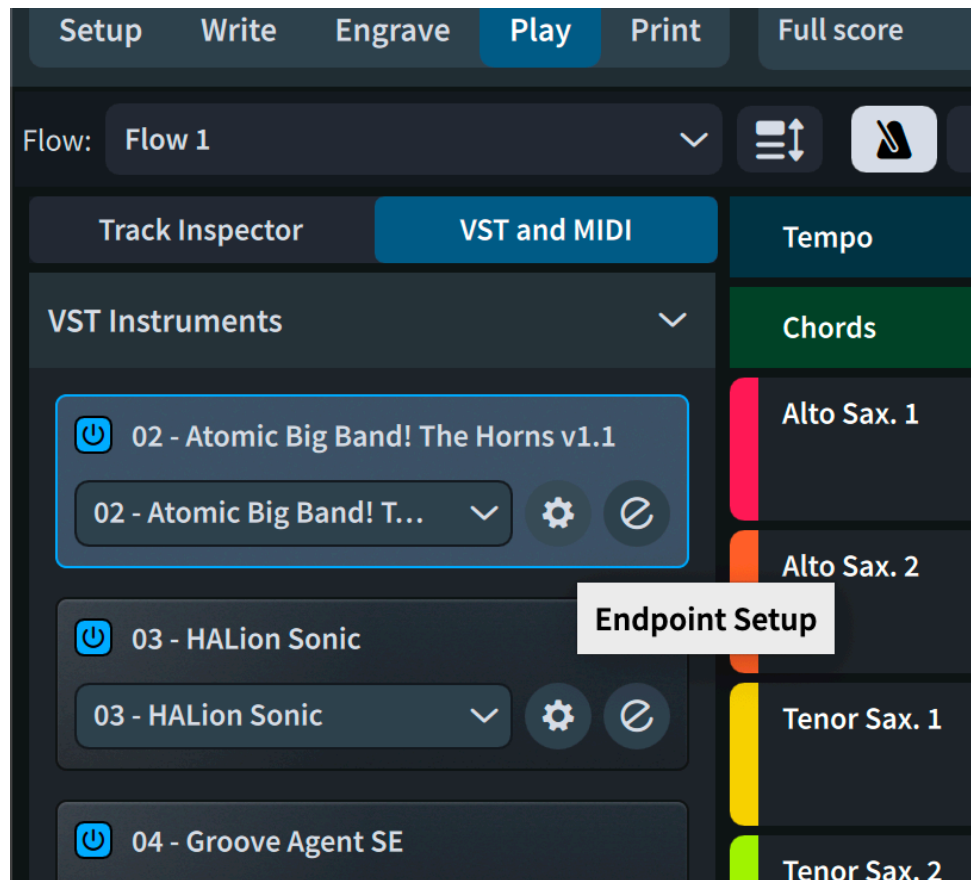 Setup Write Engrave Play Print Full score
Flow: Flow 1
Track Inspector VST and MIDI
VST Instruments
02 - Atomic Big Band! The Horns v1.1
02 - Atomic Big Band! T...
03 - HALion Sonic
03 - HALion Sonic
04 - Groove Agent SE
Endpoint Setup
Tempo
Chords
Alto Sax. 1
Alto Sax. 2
Tenor Sax. 1
Tenor Sax. 2